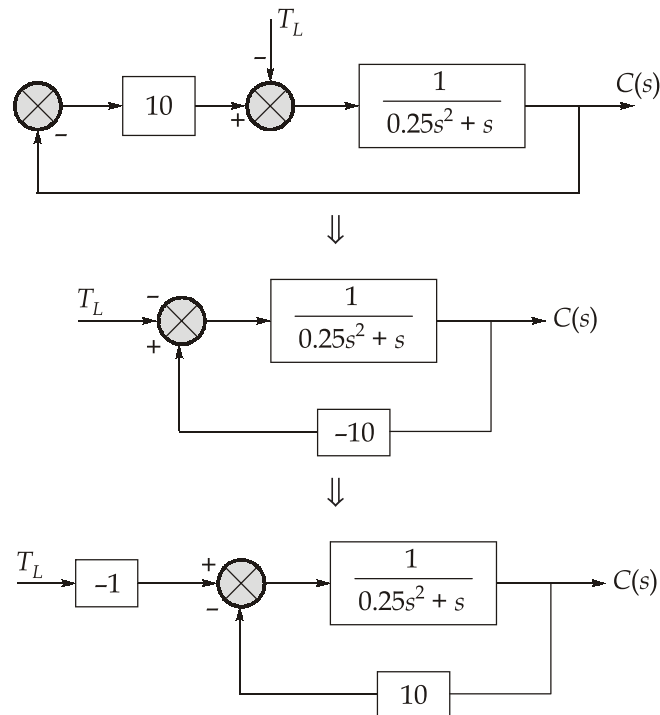 T_L
–
10
+
1
0.25s² + s
C(s)
–
⇓
T_L
–
+
1
0.25s² + s
C(s)
–10
⇓
T_L
–1
+
–
1
0.25s² + s
C(s)
10